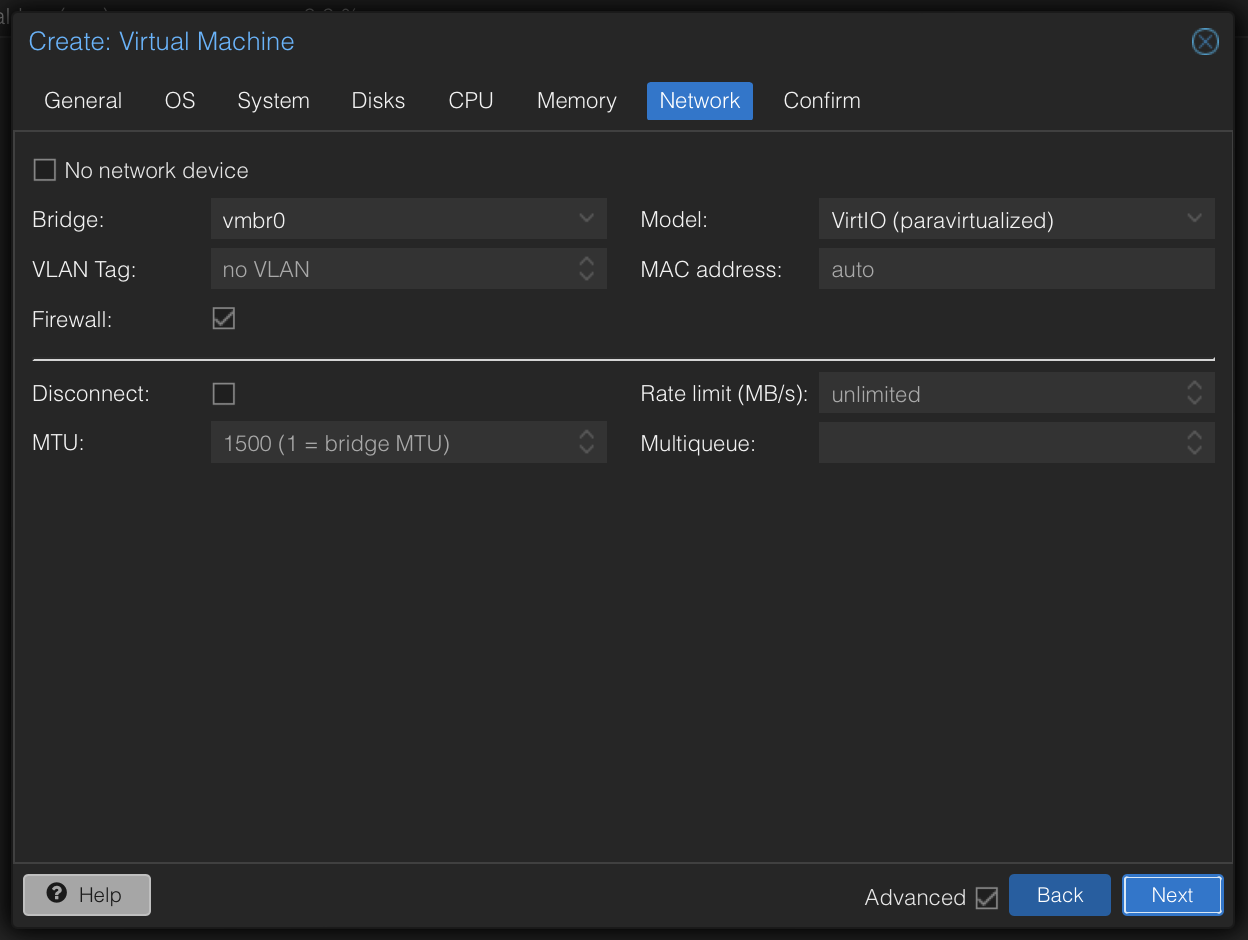 Create: Virtual Machine
General OS System Disks CPU Memory Network Confirm
No network device
Bridge: vmbr0 Model: VirtIO (paravirtualized)
VLAN Tag: no VLAN MAC address: auto
Firewall:
Disconnect: Rate limit (MB/s): unlimited
MTU: 1500 (1 = bridge MTU) Multiqueue:
Help Advanced Back Next